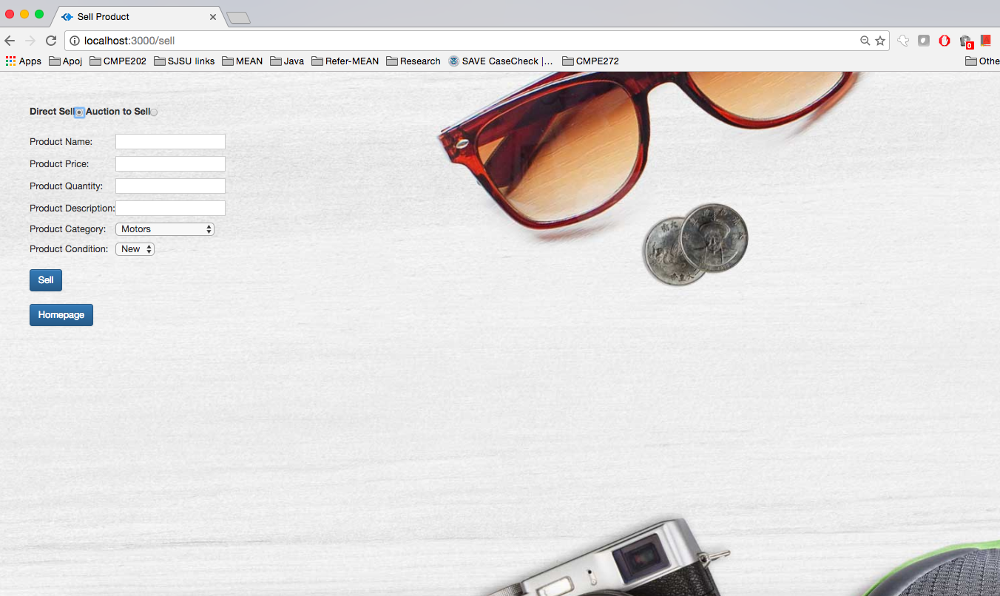 Sell Product
localhost:3000/sell
Apps Apoj CMPE202 SJSU links MEAN Java Refer-MEAN Research SAVE CaseCheck |... CMPE272 Othe
0
Direct Sell Auction to Sell
Product Name:
Product Price:
Product Quantity:
Product Description:
Product Category: Motors
Product Condition: New
Sell
Homepage